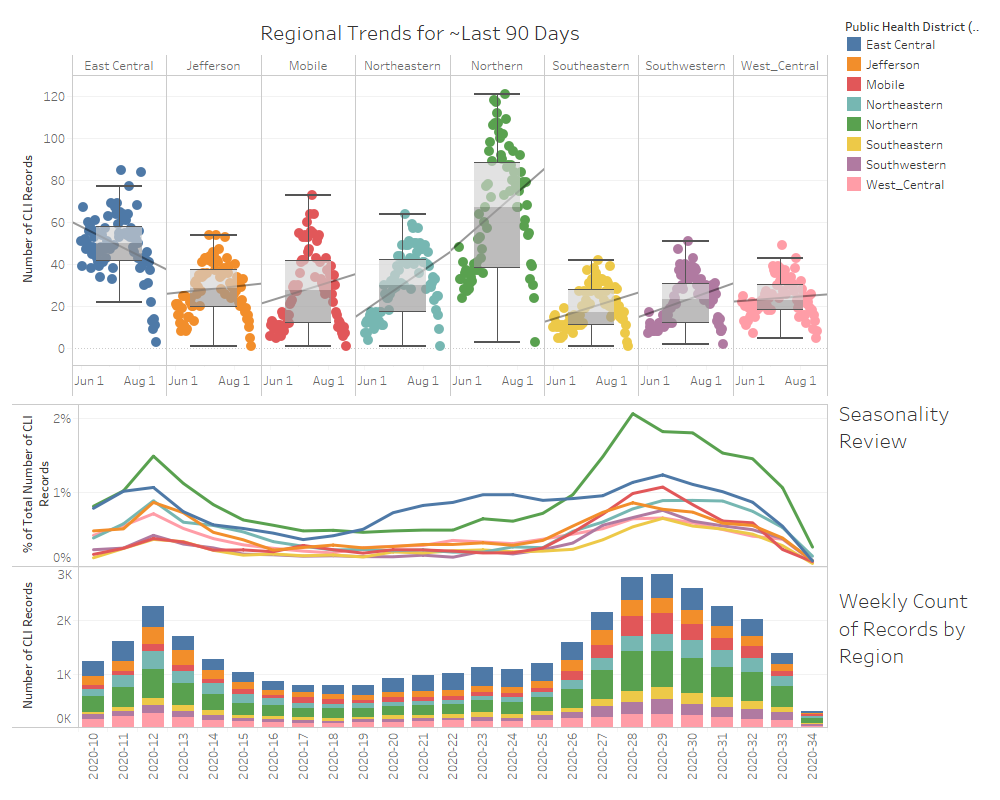 Regional Trends for ~Last 90 Days
Public Health District (..
East Central
Jefferson
Mobile
Northeastern
Northern
Southeastern
Southwestern
West_Central
East Central Jefferson Mobile Northeastern Northern Southeastern Southwestern West_Central
Number of CLI Records
120
100
80
60
40
20
0
Jun 1 Aug 1 Jun 1 Aug 1 Jun 1 Aug 1 Jun 1 Aug 1 Jun 1 Aug 1 Jun 1 Aug 1 Jun 1 Aug 1 Jun 1 Aug 1
Seasonality
Review
% of Total Number of CLI
Records
2%
1%
0%
Weekly Count
of Records by
Region
Number of CLI Records
3K
2K
1K
0K
2020-10 2020-11 2020-12 2020-13 2020-14 2020-15 2020-16 2020-17 2020-18 2020-19 2020-20 2020-21 2020-22 2020-23 2020-24 2020-25 2020-26 2020-27 2020-28 2020-29 2020-30 2020-31 2020-32 2020-33 2020-34